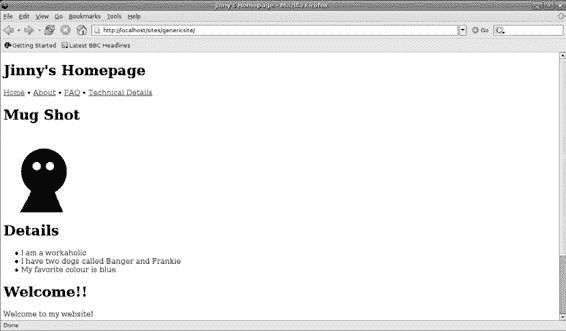 Jinny's Homepage - Mozilla Firefox
File Edit View Go Bookmarks Tools Help
http://localhost/sites/genericsite/
Go
Getting Started Latest BBC Headlines
Jinny's Homepage
Home • About • FAQ • Technical Details
Mug Shot
Details
• I am a workaholic
• I have two dogs called Banger and Frankie
• My favorite colour is blue
Welcome!!
Welcome to my website!
Done